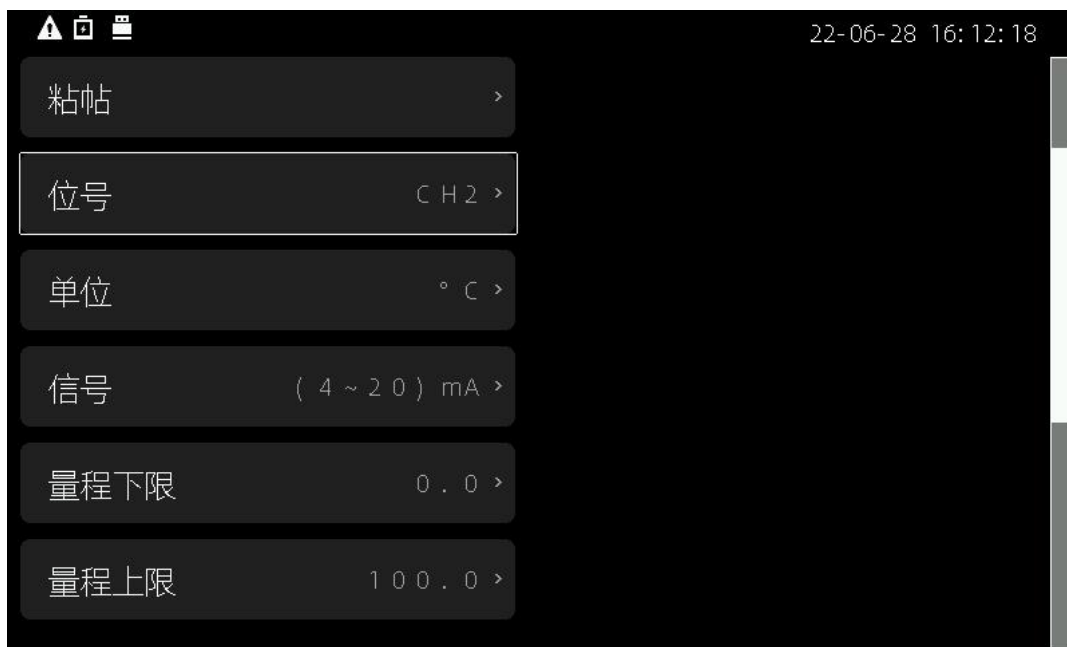 22-06-28 16:12:18
粘帖
位号 CH2 >
单位 °C >
信号 (4~20) mA >
量程下限 0.0 >
量程上限 100.0 >